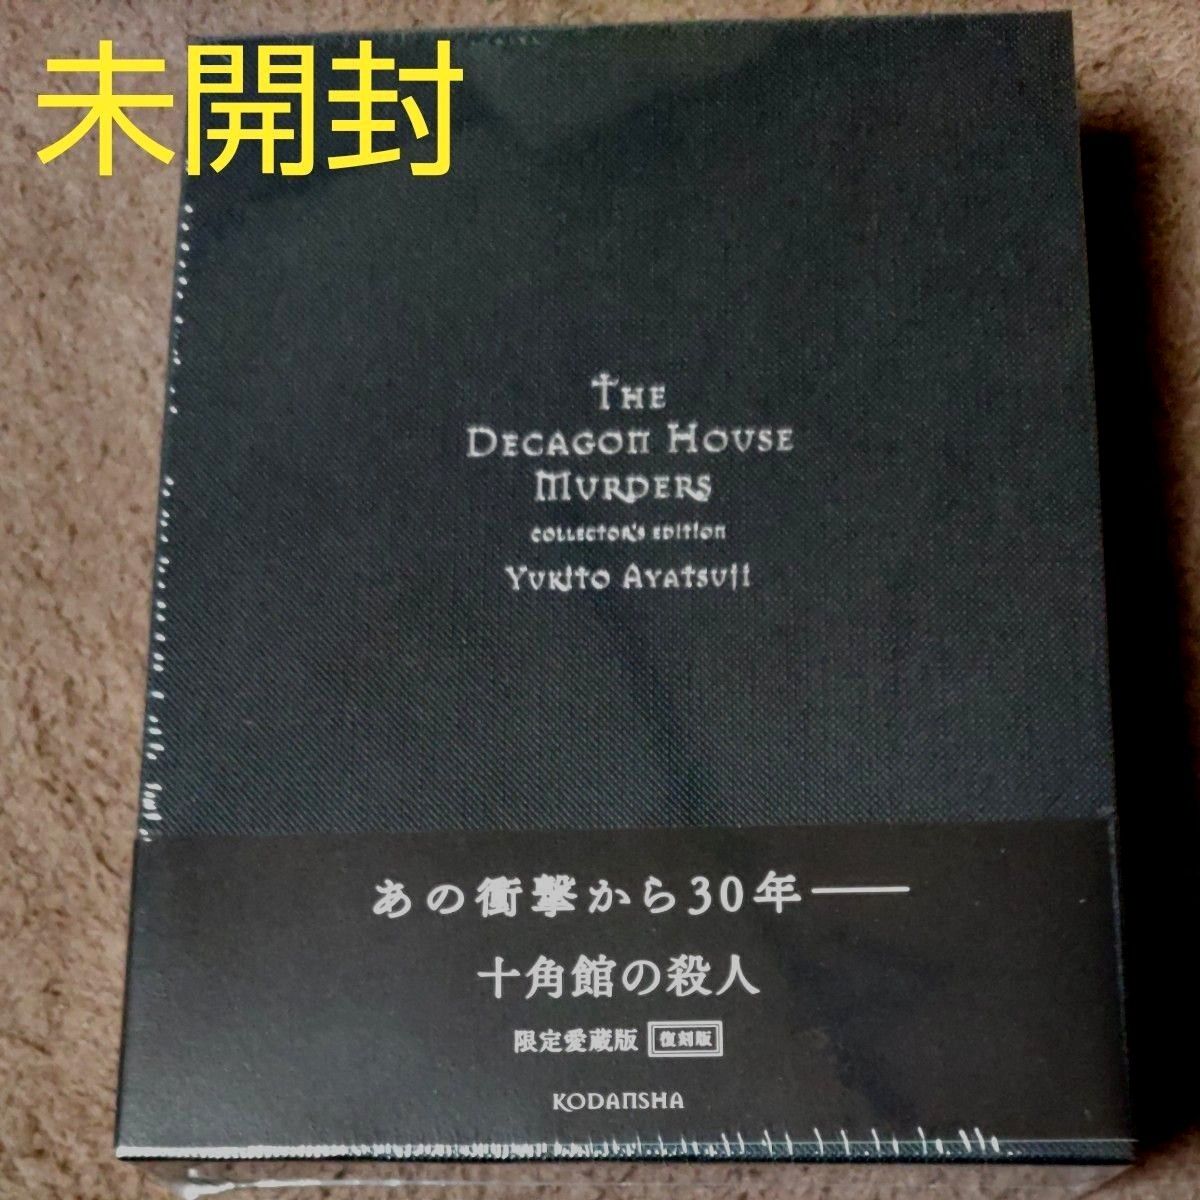 未開封
The
Decagon House
Murders
collector's edition
Yukito Ayatsuji
あの衝撃から30年――
十角館の殺人
限定愛蔵版 復刻版
KODANSHA